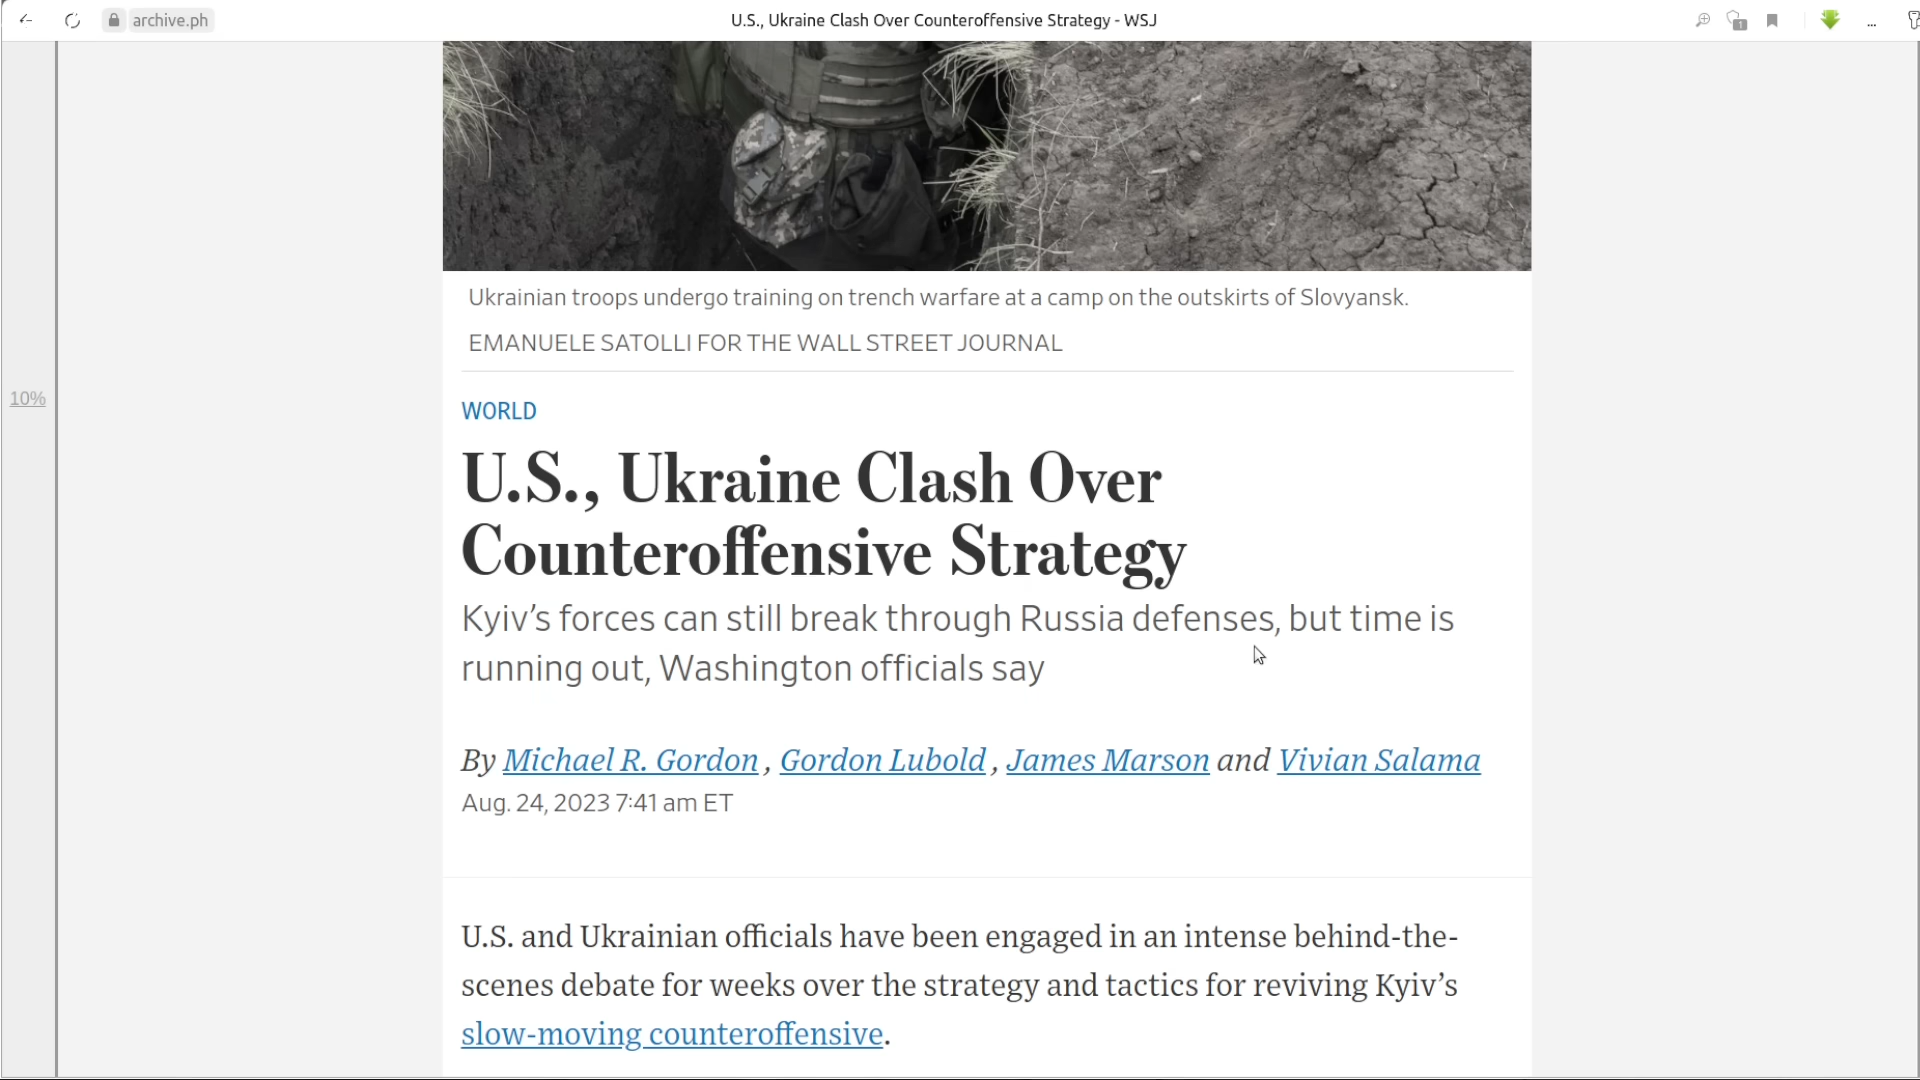 archive.ph
U.S., Ukraine Clash Over Counteroffensive Strategy - WSJ
1
...
Ukrainian troops undergo training on trench warfare at a camp on the outskirts of Slovyansk.
EMANUELE SATOLLI FOR THE WALL STREET JOURNAL
10%
WORLD
U.S., Ukraine Clash Over
Counteroffensive Strategy
Kyiv’s forces can still break through Russia defenses, but time is
running out, Washington officials say
By Michael R. Gordon , Gordon Lubold , James Marson and Vivian Salama
Aug. 24, 2023 7:41 am ET
U.S. and Ukrainian officials have been engaged in an intense behind-the-
scenes debate for weeks over the strategy and tactics for reviving Kyiv’s
slow-moving counteroffensive.